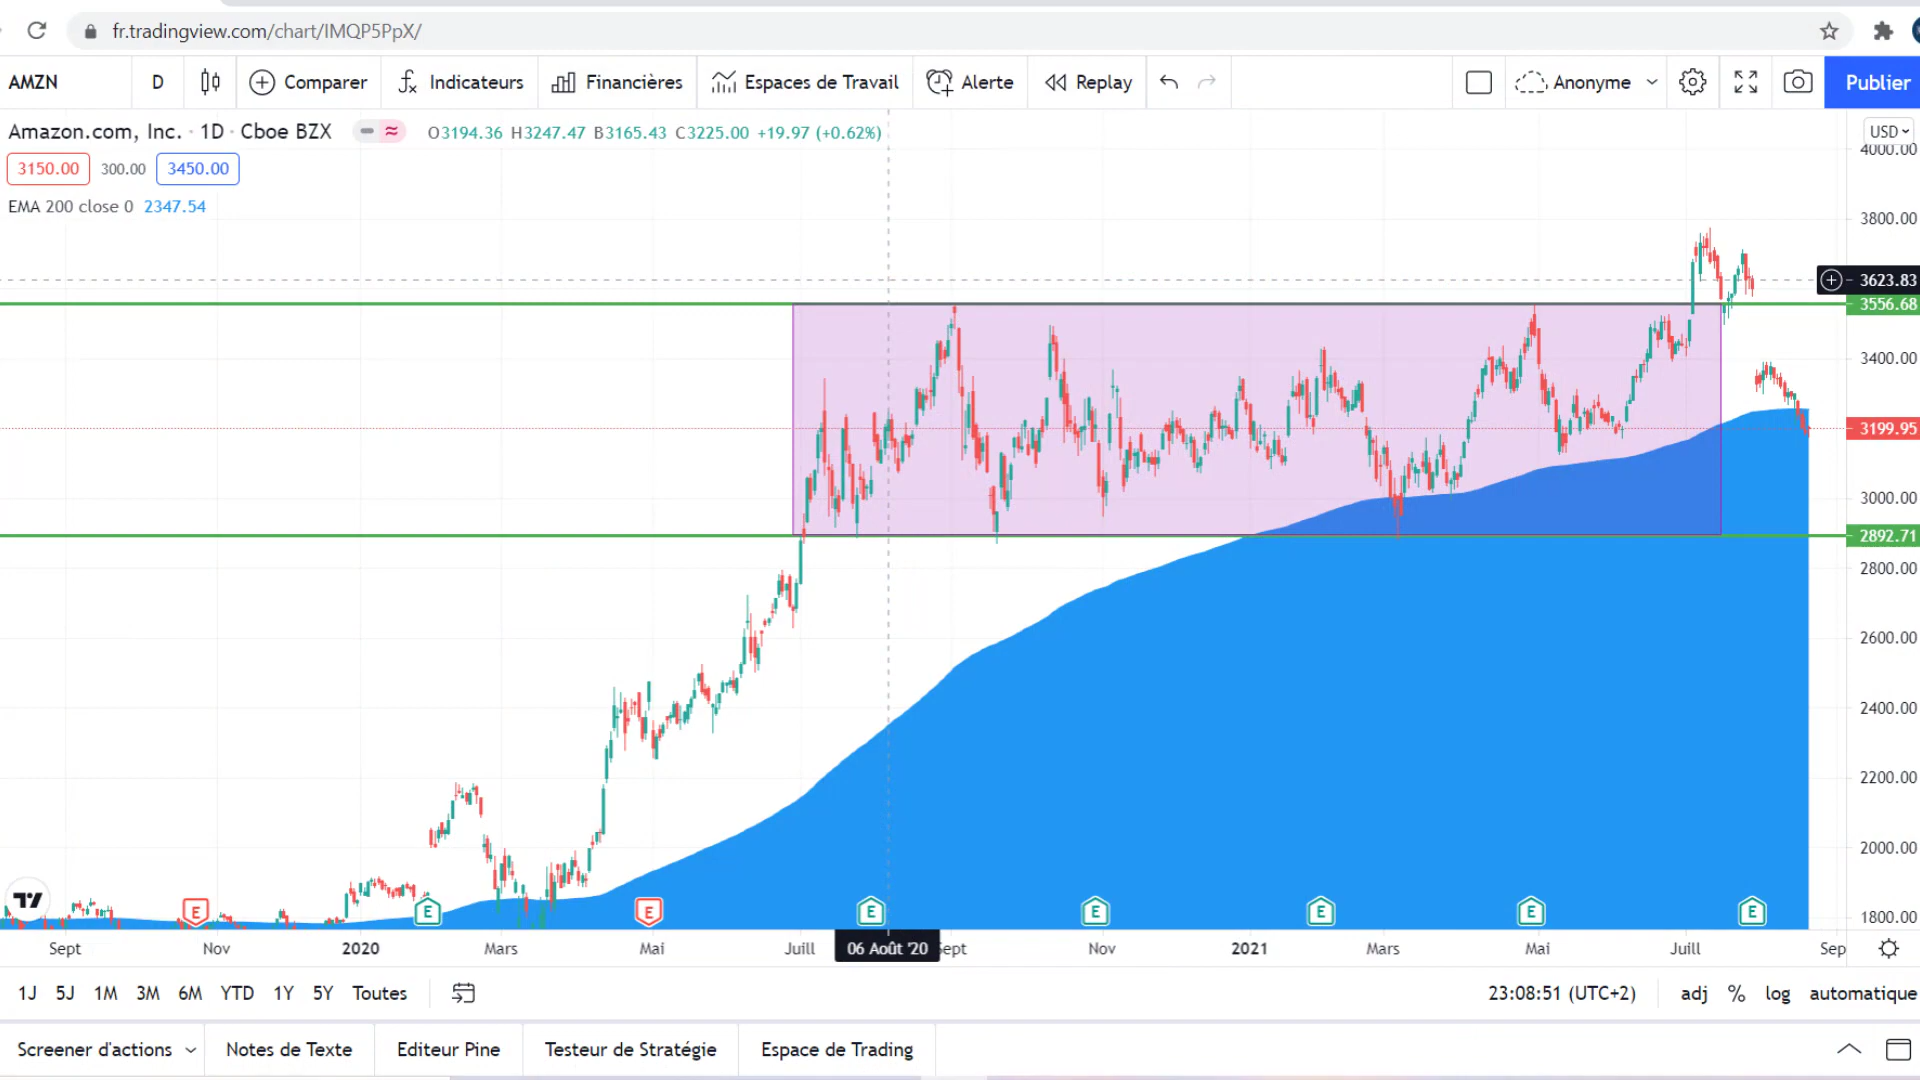 fr.tradingview.com/chart/IMQP5PpX/
AMZN D Comparer Indicateurs Financières Espaces de Travail Alerte Replay Anonyme Publier
Amazon.com, Inc. · 1D · Cboe BZX O3194.36 H3247.47 B3165.43 C3225.00 +19.97 (+0.62%)
USD
4000.00
3150.00 300.00 3450.00
EMA 200 close 0 2347.54
3800.00
3623.83
3556.68
3400.00
3199.95
3000.00
2892.71
2800.00
2600.00
2400.00
2200.00
2000.00
1800.00
E E E E E E E E
Sept Nov 2020 Mars Mai Juill 06 Août '20 Sept Nov 2021 Mars Mai Juill Sep
1J 5J 1M 3M 6M YTD 1Y 5Y Toutes 23:08:51 (UTC+2) adj % log automatique
Screener d'actions Notes de Texte Editeur Pine Testeur de Stratégie Espace de Trading